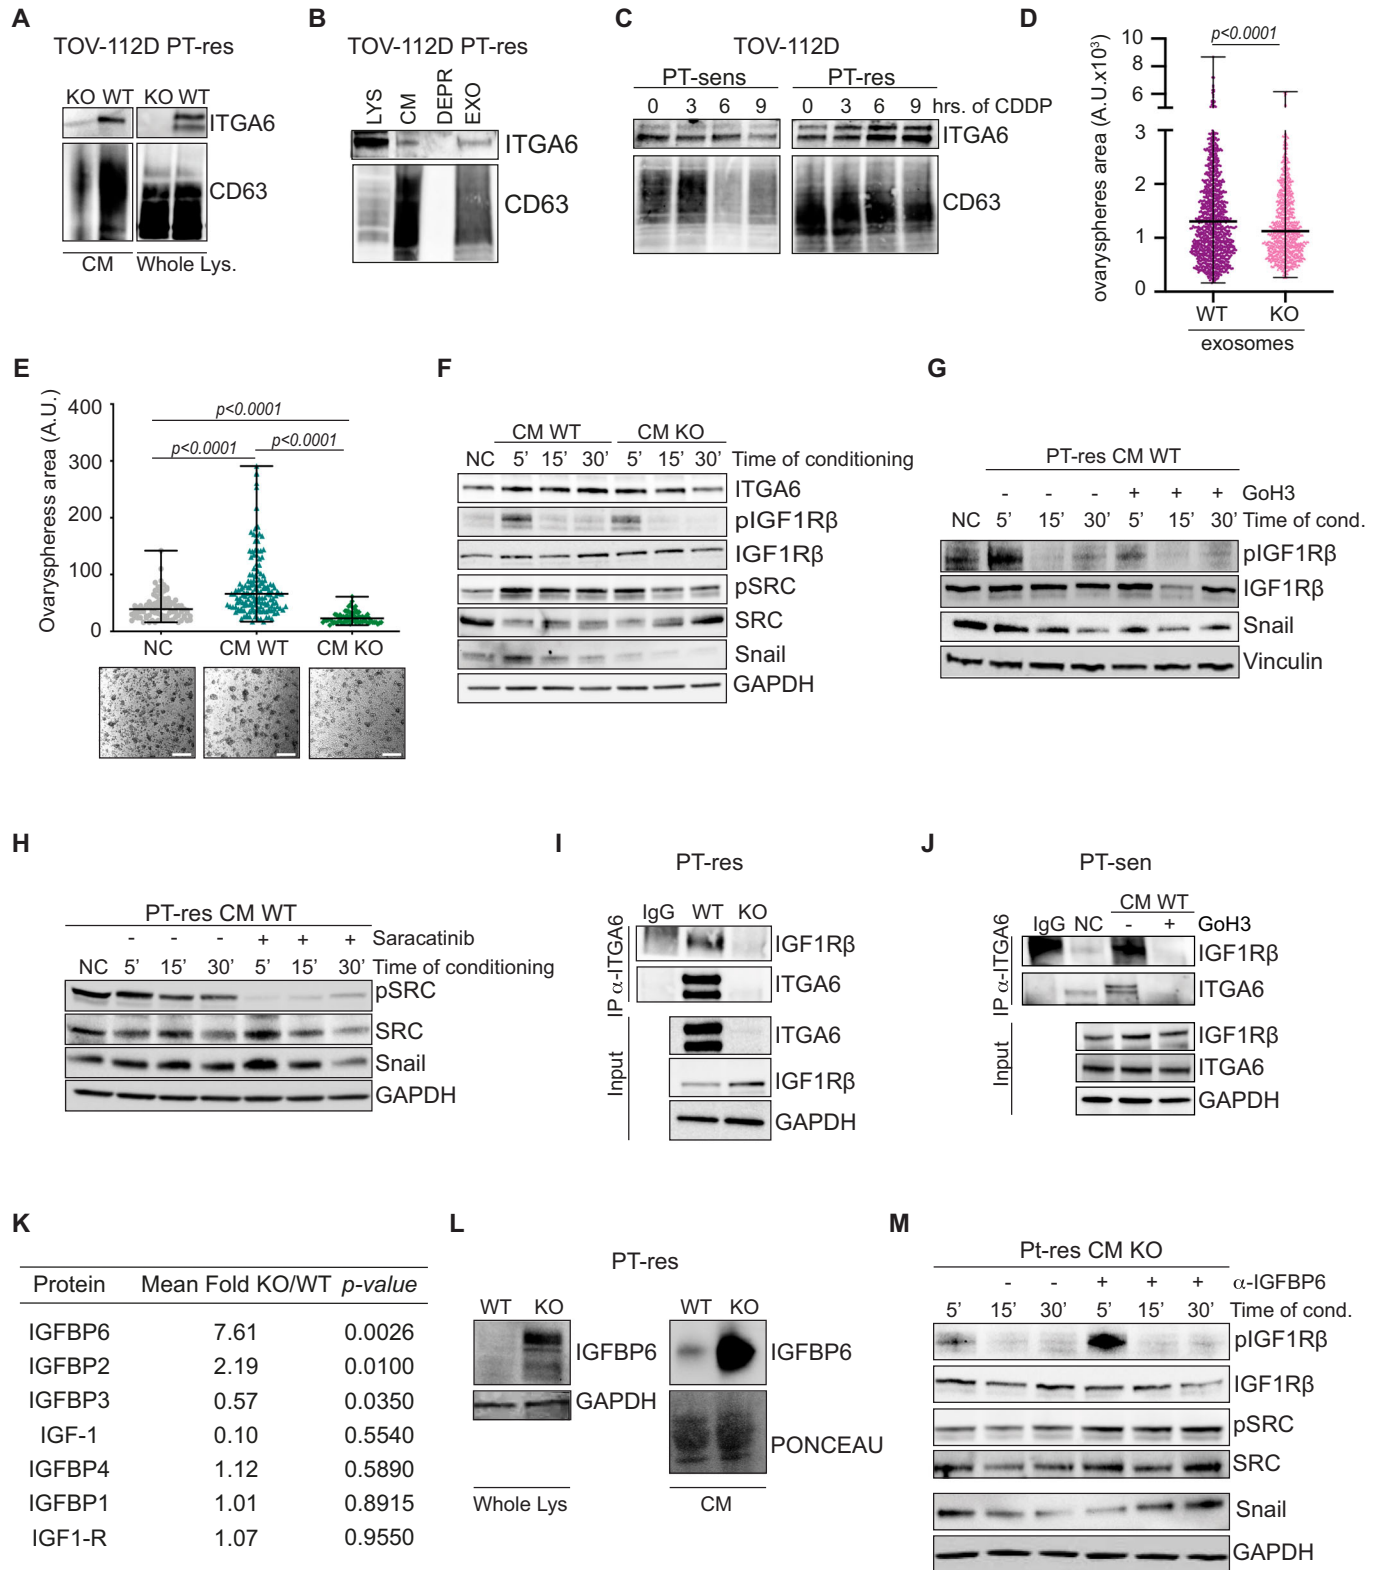 A
TOV-112D PT-res
KO WT KO WT
ITGA6
CD63
CM Whole Lys.
B
TOV-112D PT-res
LYS CM DEPR EXO
ITGA6
CD63
C
TOV-112D
PT-sens PT-res
0 3 6 9 0 3 6 9 hrs. of CDDP
ITGA6
CD63
D
p<0.0001
ovaryspheres area (A.U.x10³)
10
8
6
3
2
1
0
WT KO
exosomes
E
Ovaryspheress area (A.U.)
400
300
200
100
0
p<0.0001
p<0.0001 p<0.0001
NC CM WT CM KO
F
CM WT CM KO
NC 5' 15' 30' 5' 15' 30' Time of conditioning
ITGA6
pIGF1Rβ
IGF1Rβ
pSRC
SRC
Snail
GAPDH
G
PT-res CM WT
- - - + + + GoH3
NC 5' 15' 30' 5' 15' 30' Time of cond.
pIGF1Rβ
IGF1Rβ
Snail
Vinculin
H
PT-res CM WT
- - - + + + Saracatinib
NC 5' 15' 30' 5' 15' 30' Time of conditioning
pSRC
SRC
Snail
GAPDH
I
PT-res
IgG WT KO
IP α-ITGA6
IGF1Rβ
ITGA6
Input
ITGA6
IGF1Rβ
GAPDH
J
PT-sen
CM WT
IgG NC - + GoH3
IP α-ITGA6
IGF1Rβ
ITGA6
Input
IGF1Rβ
ITGA6
GAPDH
K
Protein Mean Fold KO/WT p-value
IGFBP6 7.61 0.0026
IGFBP2 2.19 0.0100
IGFBP3 0.57 0.0350
IGF-1 0.10 0.5540
IGFBP4 1.12 0.5890
IGFBP1 1.01 0.8915
IGF1-R 1.07 0.9550
L
PT-res
WT KO WT KO
IGFBP6 IGFBP6
GAPDH
PONCEAU
Whole Lys CM
M
Pt-res CM KO
- - + + + α-IGFBP6
5' 15' 30' 5' 15' 30' Time of cond.
pIGF1Rβ
IGF1Rβ
pSRC
SRC
Snail
GAPDH